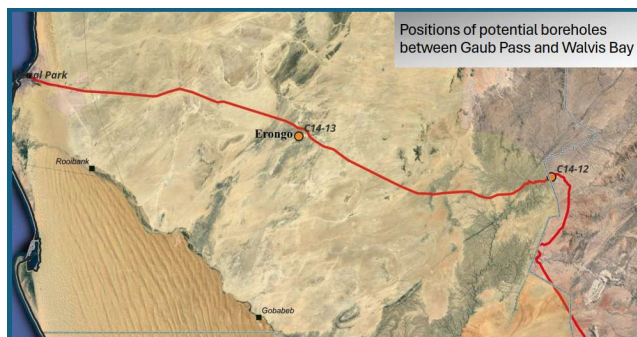 Positions of potential boreholes
between Gaub Pass and Walvis Bay
Park
C14-13
Erongo
Rooibank
C14-12
Gobabeb